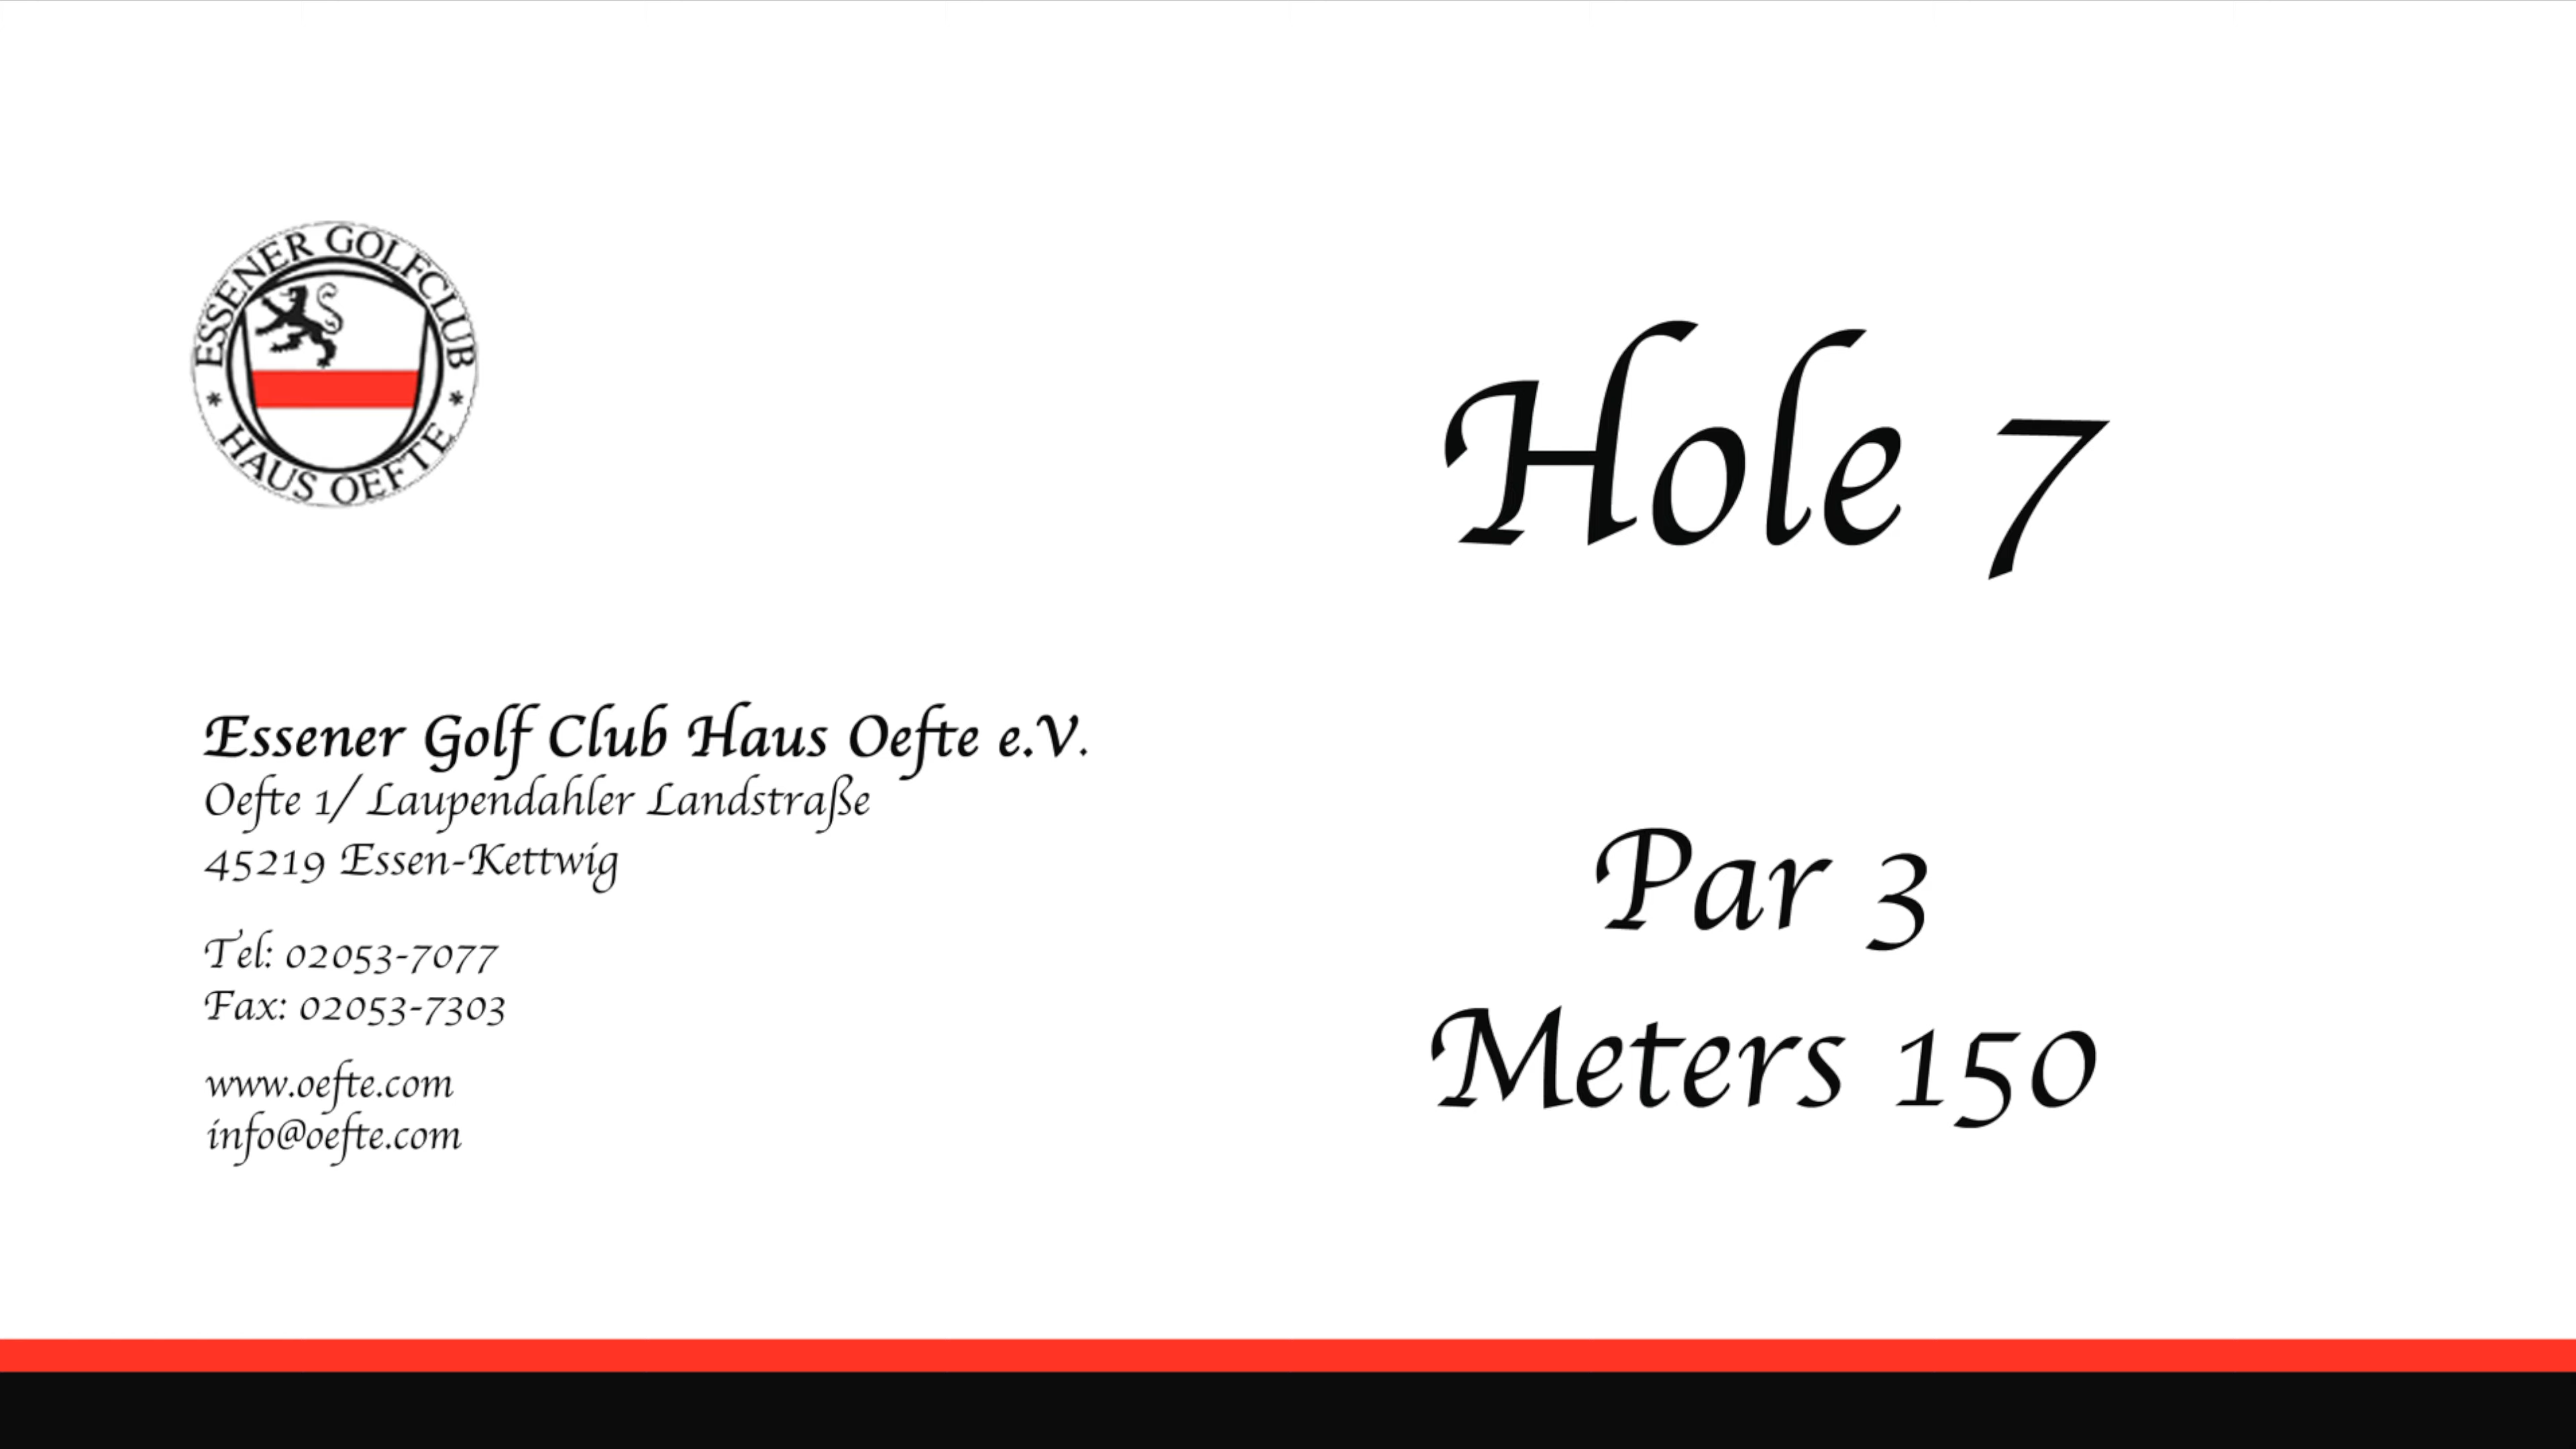 ESSENER GOLFCLUB
* HAUS OEFTE *
Essener Golf Club Haus Oefte e.V.
Oefte 1/ Laupendahler Landstraße
45219 Essen-Kettwig
Tel: 02053-7077
Fax: 02053-7303
www.oefte.com
info@oefte.com
Hole 7
Par 3
Meters 150